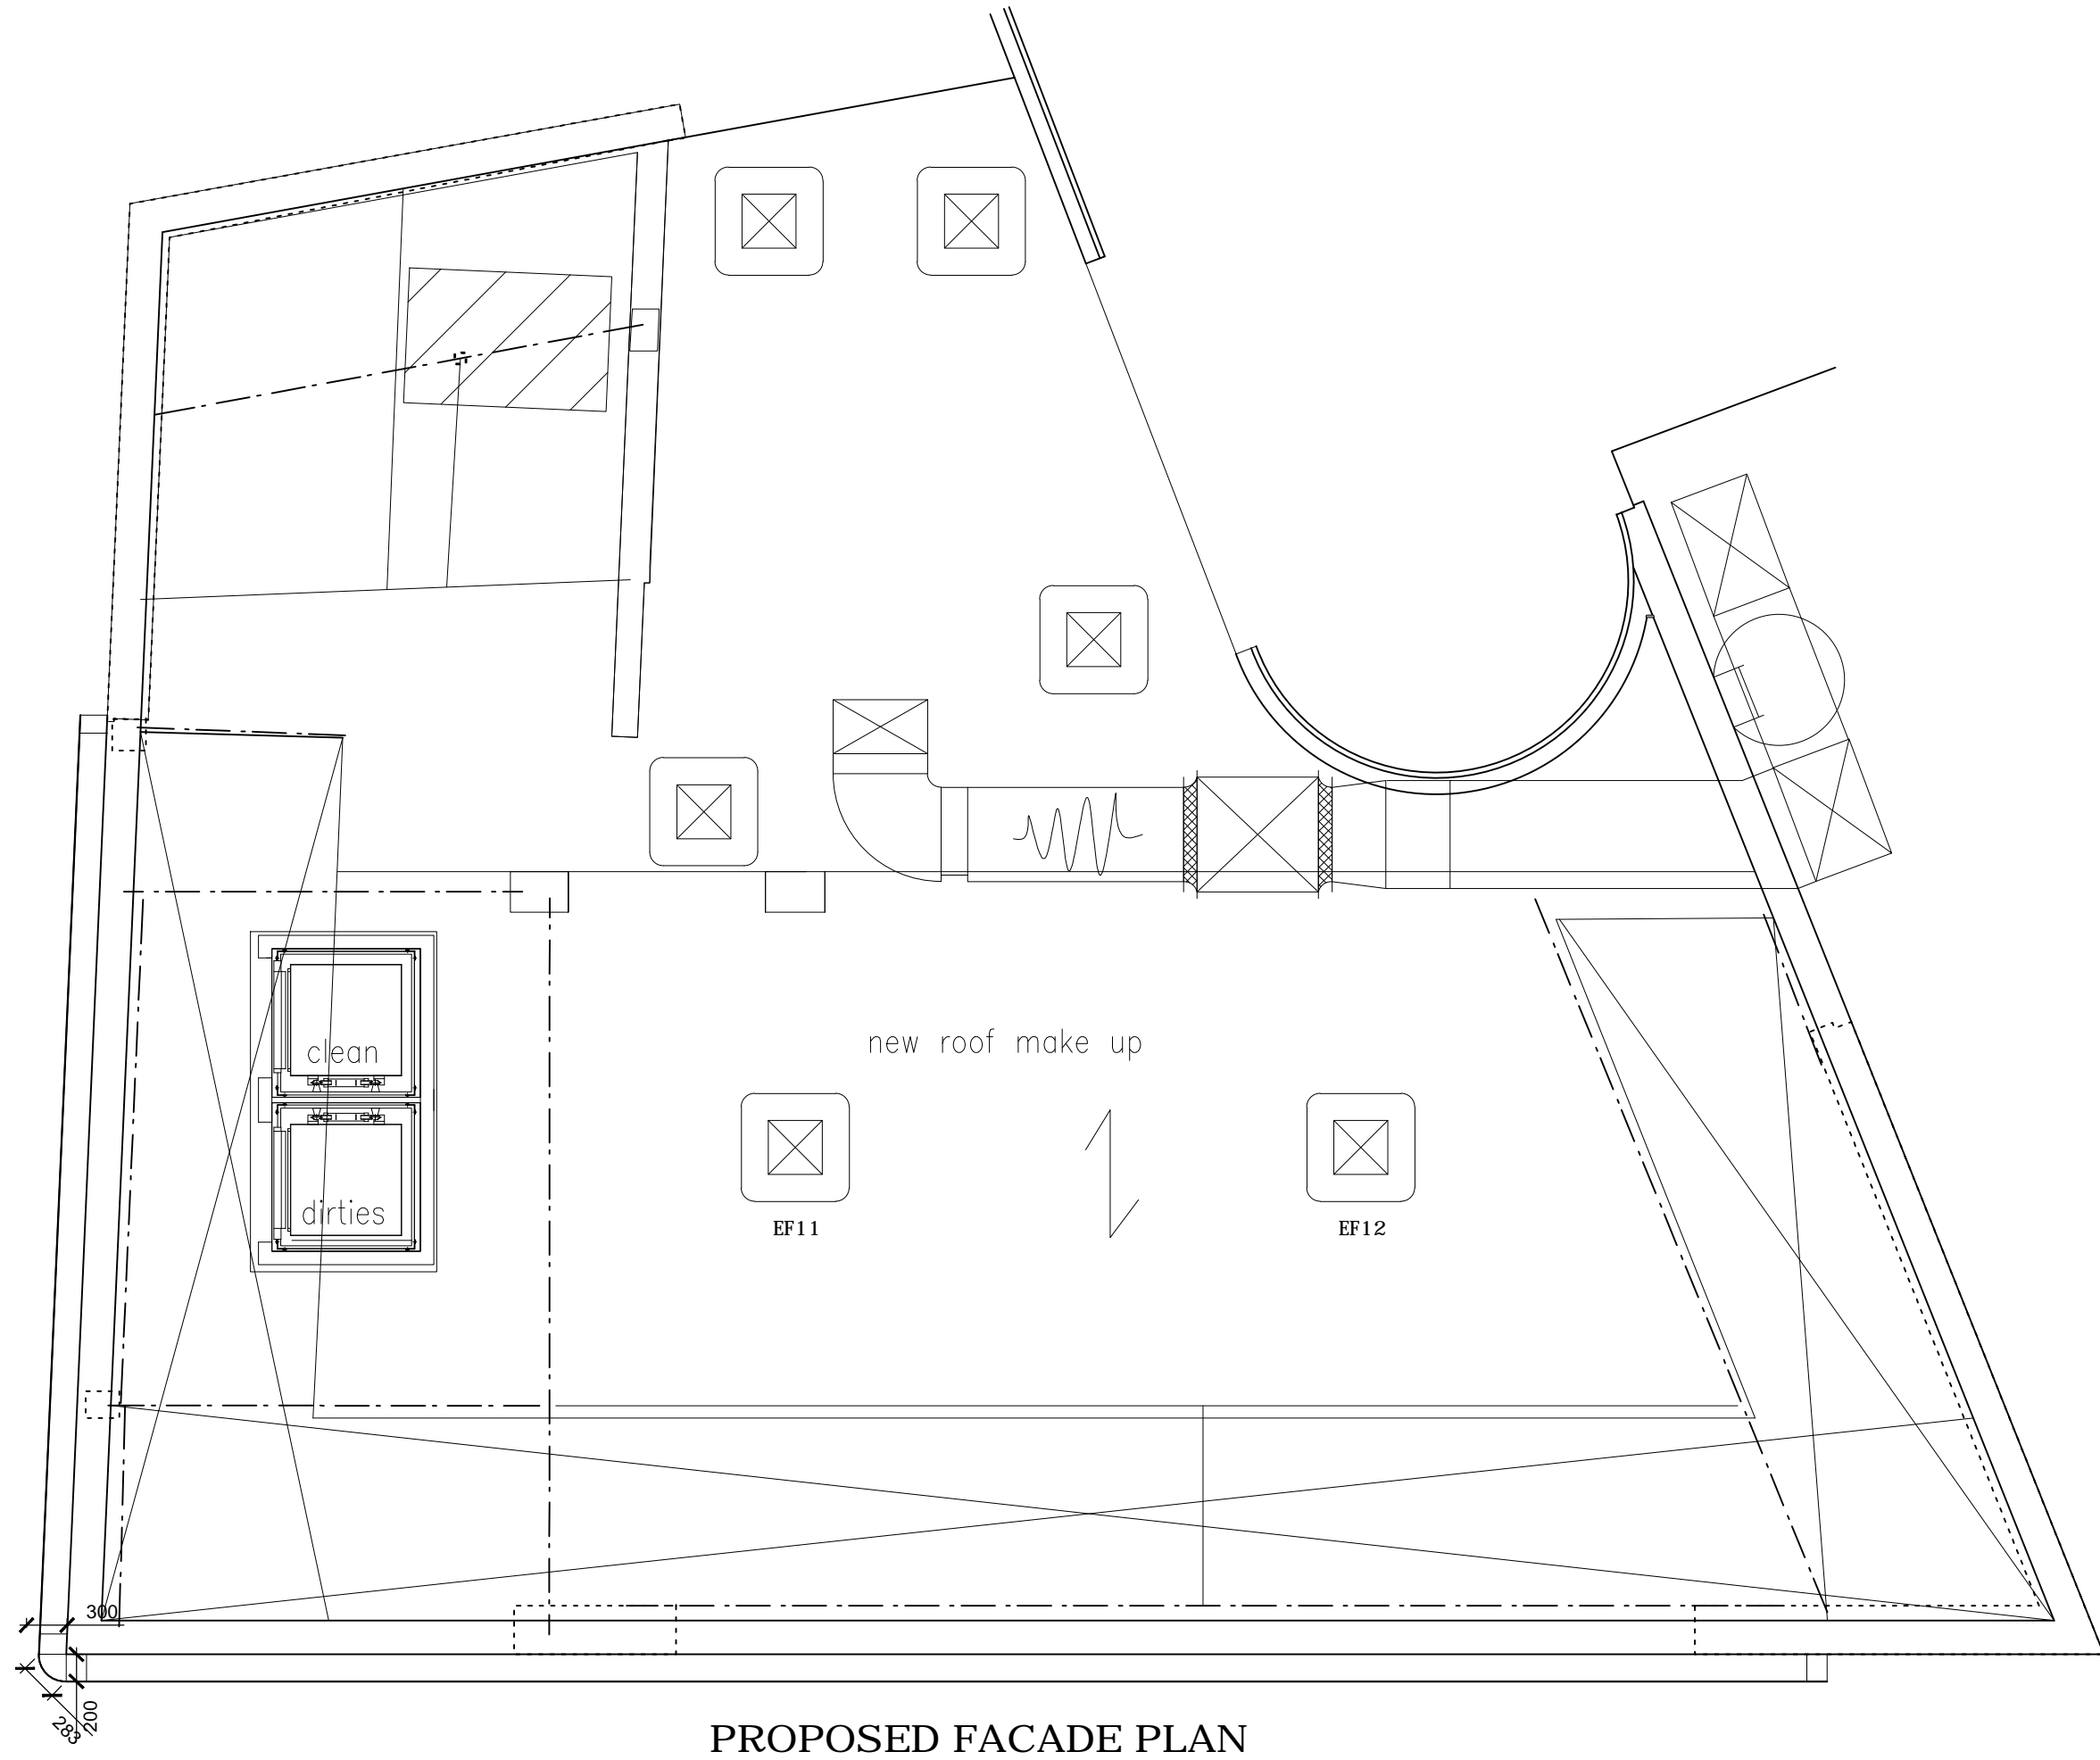 clean
new roof make up
dirties
EF11
EF12
300
200
283
PROPOSED FACADE PLAN